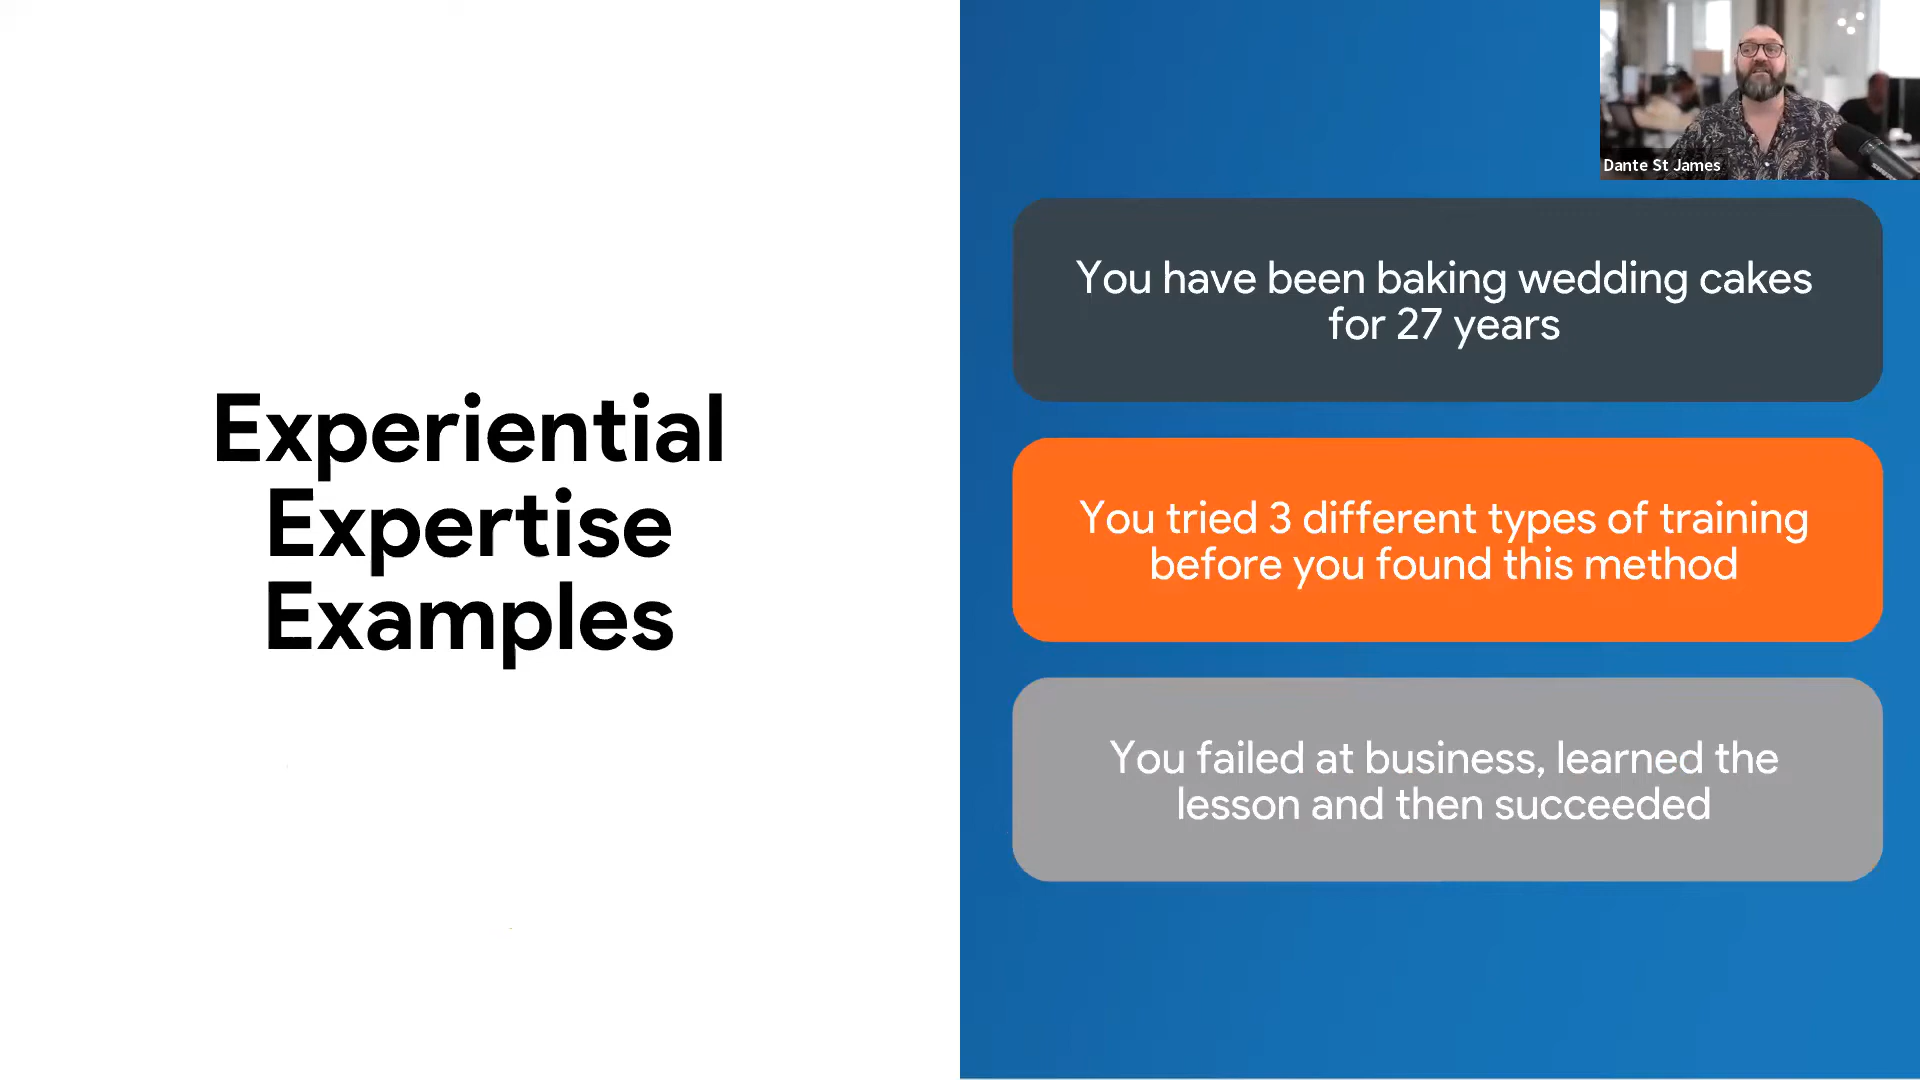 Experiential
Expertise
Examples
Dante St James
You have been baking wedding cakes
for 27 years
You tried 3 different types of training
before you found this method
You failed at business, learned the
lesson and then succeeded